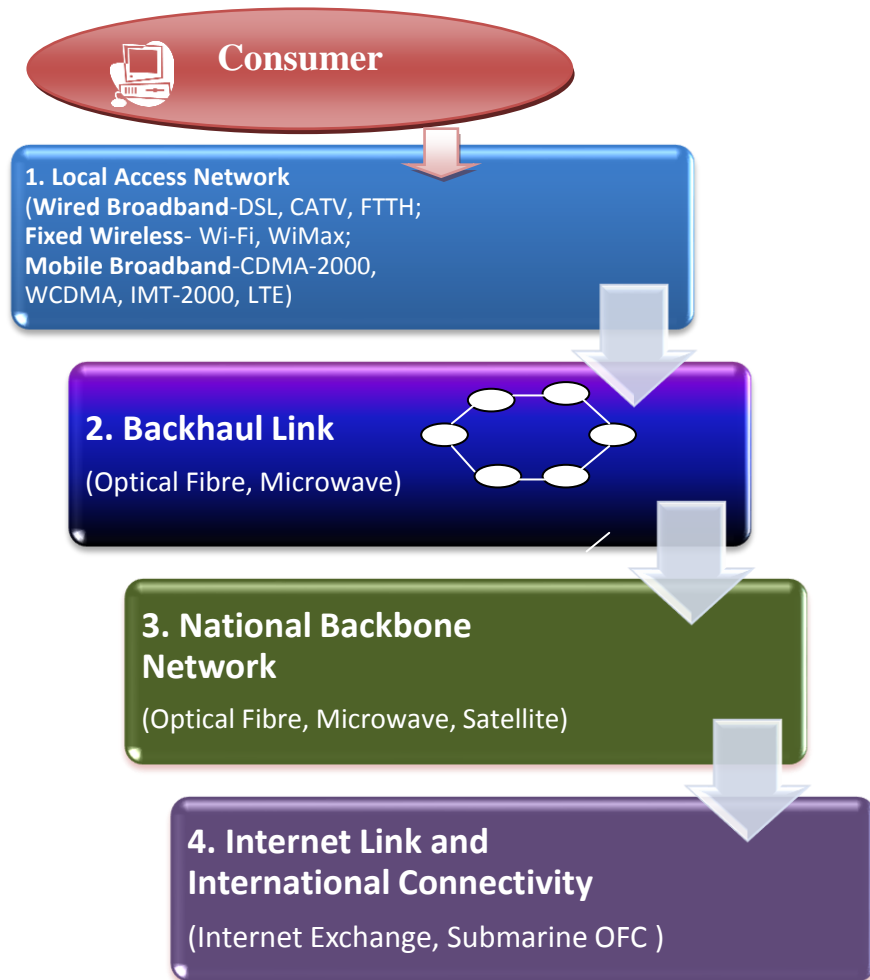 Consumer
1. Local Access Network
(Wired Broadband-DSL, CATV, FTTH;
Fixed Wireless- Wi-Fi, WiMax;
Mobile Broadband-CDMA-2000,
WCDMA, IMT-2000, LTE)
2. Backhaul Link
(Optical Fibre, Microwave)
3. National Backbone
Network
(Optical Fibre, Microwave, Satellite)
4. Internet Link and
International Connectivity
(Internet Exchange, Submarine OFC )